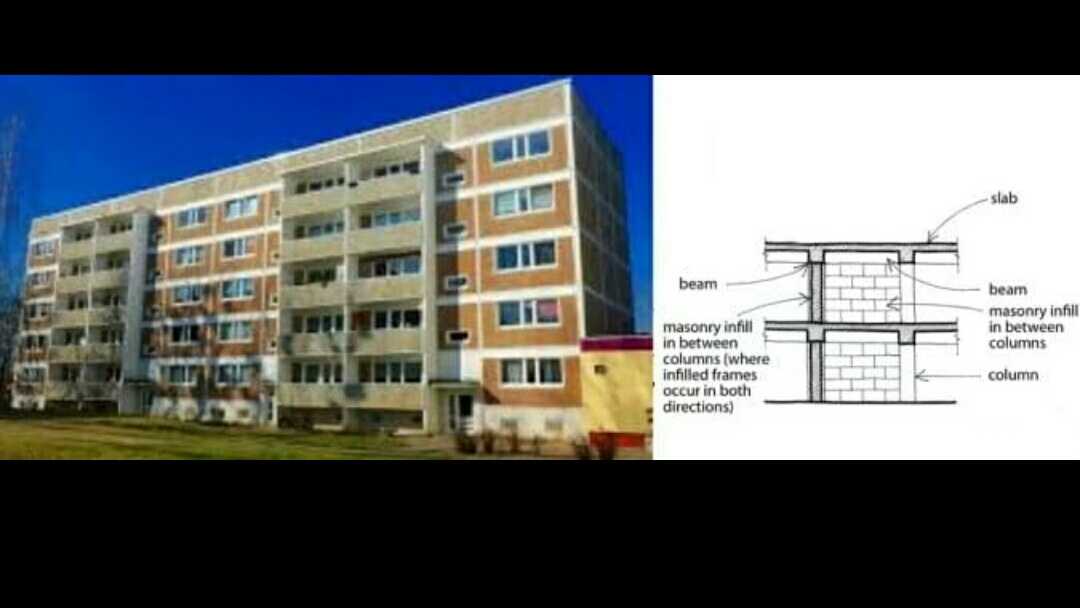 slab
beam
beam
masonry infill
in between
columns (where
infilled frames
occur in both
directions)
masonry infill
in between
columns
column